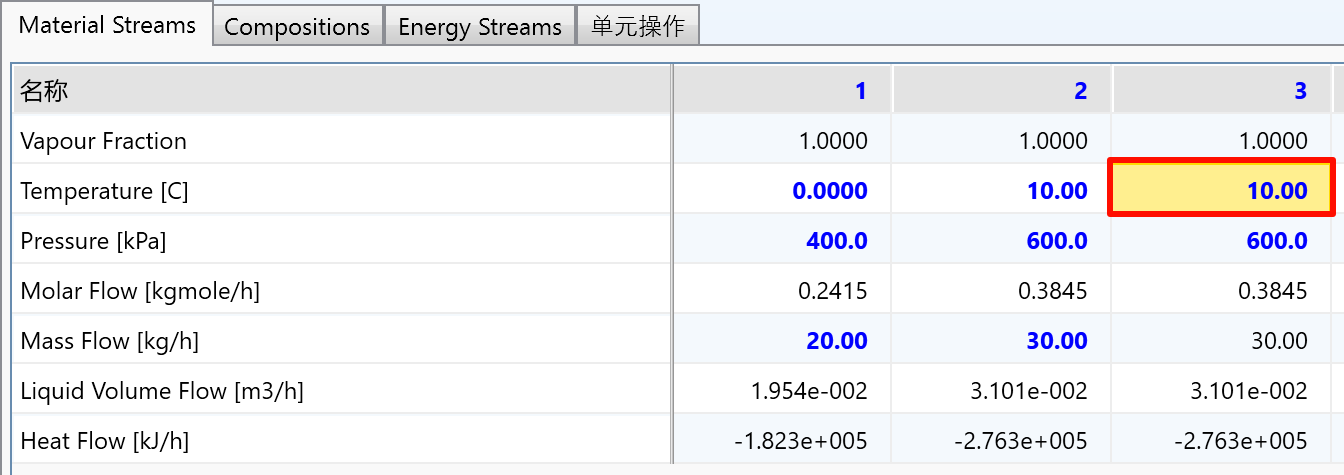 Material Streams Compositions Energy Streams 单元操作
名称 1 2 3
Vapour Fraction 1.0000 1.0000 1.0000
Temperature [C] 0.0000 10.00 10.00
Pressure [kPa] 400.0 600.0 600.0
Molar Flow [kgmole/h] 0.2415 0.3845 0.3845
Mass Flow [kg/h] 20.00 30.00 30.00
Liquid Volume Flow [m3/h] 1.954e-002 3.101e-002 3.101e-002
Heat Flow [kJ/h] -1.823e+005 -2.763e+005 -2.763e+005